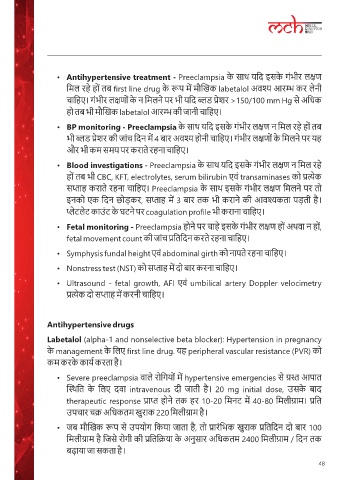 mch
• Antihypertensive treatment - Preeclampsia के साथ यदि इसके गंभीर लक्षण
मिल रहे हों तब first line drug के रूप में मौखिक labetalol अवश्य आरम्भ कर लेनी
चाहिए। गंभीर लक्षणों के न मिलने पर भी यदि ब्लड प्रेशर >150/100 mm Hg से अधिक
हो तब भी मौखिक labetalol आरम्भ की जानी चाहिए।
• BP monitoring - Preeclampsia के साथ यदि इसके गंभीर लक्षण न मिल रहे हों तब
भी ब्लड प्रेशर की जांच दिन में 4 बार अवश्य होनी चाहिए। गंभीर लक्षणों के मिलने पर यह
और भी कम समय पर कराते रहना चाहिए।
• Blood investigations - Preeclampsia के साथ यदि इसके गंभीर लक्षण न मिल रहे
हों तब भी CBC, KFT, electrolytes, serum bilirubin एवं transaminases को प्रत्येक
सप्ताह कराते रहना चाहिए। Preeclampsia के साथ इसके गंभीर लक्षण मिलने पर तो
इनको एक दिन छोड़कर, सप्ताह में 3 बार तक भी कराने की आवश्यकता पड़ती है।
प्लेटलेट काउंट के घटने पर coagulation profile भी कराना चाहिए।
• Fetal monitoring - Preeclampsia होने पर चाहे इसके गंभीर लक्षण हों अथवा न हों,
fetal movement count की जांच प्रतिदिन करते रहना चाहिए।
• Symphysis fundal height एवं abdominal girth को नापते रहना चाहिए।
• Nonstress test (NST) को सप्ताह में दो बार करना चाहिए।
• Ultrasound - fetal growth, AFI एवं umbilical artery Doppler velocimetry
प्रत्येक दो सप्ताह में करनी चाहिए।
Antihypertensive drugs
Labetalol (alpha-1 and nonselective beta blocker): Hypertension in pregnancy
के management के लिए first line drug. यह peripheral vascular resistance (PVR) को
कम करके कार्य करता है।
• Severe preeclampsia वाले रोगियों में hypertensive emergencies से ग्रस्त आपात
स्थिति के लिए दवा intravenous दी जाती है। 20 mg initial dose, उसके बाद
therapeutic response प्राप्त होने तक हर 10-20 मिनट में 40-80 मिलीग्राम। प्रति
उपचार चक्र अधिकतम खुराक 220 मिलीग्राम है।
• जब मौखिक रूप से उपयोग किया जाता है, तो प्रारंभिक खुराक प्रतिदिन दो बार 100
मिलीग्राम है जिसे रोगी की प्रतिक्रिया के अनुसार अधिकतम 2400 मिलीग्राम / दिन तक
बढ़ाया जा सकता है।
48